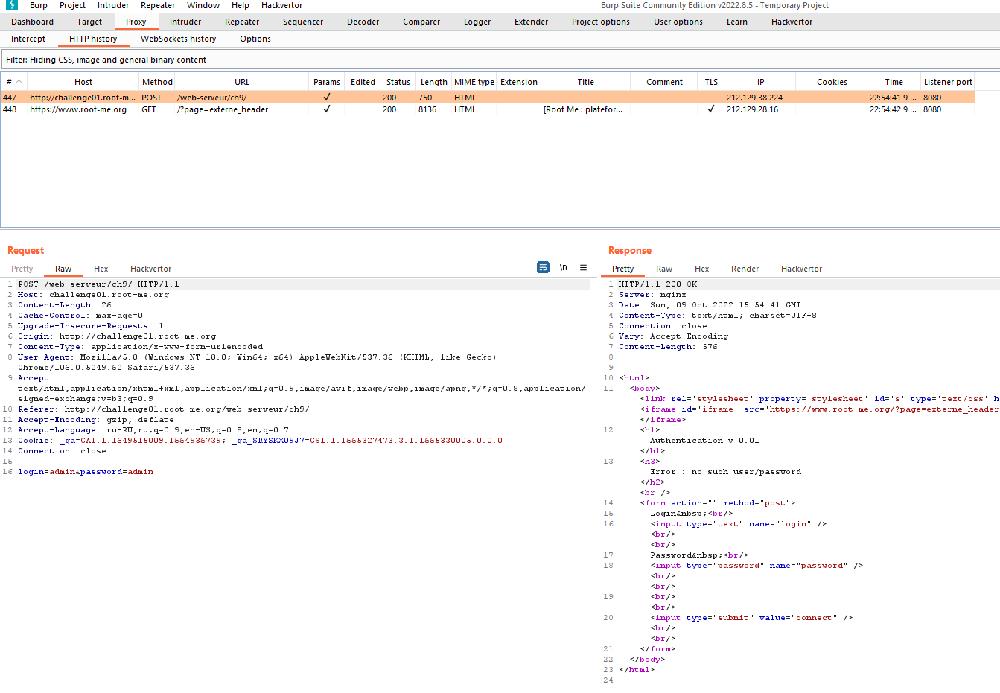 Burp Project Intruder Repeater Window Help Hackvertor Burp Suite Community Edition v2022.8.5 - Temporary Project
Dashboard Target Proxy Intruder Repeater Sequencer Decoder Comparer Logger Extender Project options User options Learn Hackvertor
Intercept HTTP history WebSockets history Options
Filter: Hiding CSS, image and general binary content
# Host Method URL Params Edited Status Length MIME type Extension Title Comment TLS IP Cookies Time Listener port
447 http://challenge01.root-m... POST /web-serveur/ch9/ ✓ 200 750 HTML 212.129.38.224 22:54:41 9 ... 8080
448 https://www.root-me.org GET /?page=externe_header ✓ 200 8136 HTML [Root Me : platefor... ✓ 212.129.28.16 22:54:42 9 ... 8080
Request
Pretty Raw Hex Hackvertor \n
1 POST /web-serveur/ch9/ HTTP/1.1
2 Host: challenge01.root-me.org
3 Content-Length: 26
4 Cache-Control: max-age=0
5 Upgrade-Insecure-Requests: 1
6 Origin: http://challenge01.root-me.org
7 Content-Type: application/x-www-form-urlencoded
8 User-Agent: Mozilla/5.0 (Windows NT 10.0; Win64; x64) AppleWebKit/537.36 (KHTML, like Gecko)
Chrome/106.0.5249.62 Safari/537.36
9 Accept:
text/html,application/xhtml+xml,application/xml;q=0.9,image/avif,image/webp,image/apng,*/*;q=0.8,application/
signed-exchange;v=b3;q=0.9
10 Referer: http://challenge01.root-me.org/web-serveur/ch9/
11 Accept-Encoding: gzip, deflate
12 Accept-Language: ru-RU,ru;q=0.9,en-US;q=0.8,en;q=0.7
13 Cookie: _ga=GA1.1.1649515009.1664936739; _ga_SRYSKX09J7=GS1.1.1665327473.3.1.1665330005.0.0.0
14 Connection: close
15
16 login=admin&password=admin
Response
Pretty Raw Hex Render Hackvertor
1 HTTP/1.1 200 OK
2 Server: nginx
3 Date: Sun, 09 Oct 2022 15:54:41 GMT
4 Content-Type: text/html; charset=UTF-8
5 Connection: close
6 Vary: Accept-Encoding
7 Content-Length: 576
8
9
10 <html>
11 <body>
<link rel='stylesheet' property='stylesheet' id='s' type='text/css' h
<iframe id='iframe' src='https://www.root-me.org/?page=externe_header
</iframe>
12 <h1>
Authentication v 0.01
</h1>
13 <h3>
Error : no such user/password
</h2>
<br />
14 <form action="" method="post">
15 Login&nbsp;<br/>
16 <input type="text" name="login" />
<br/>
<br/>
17 Password&nbsp;<br/>
18 <input type="password" name="password" />
<br/>
<br/>
19 <br/>
<br/>
20 <input type="submit" value="connect" />
<br/>
<br/>
21 </form>
22 </body>
23 </html>
24